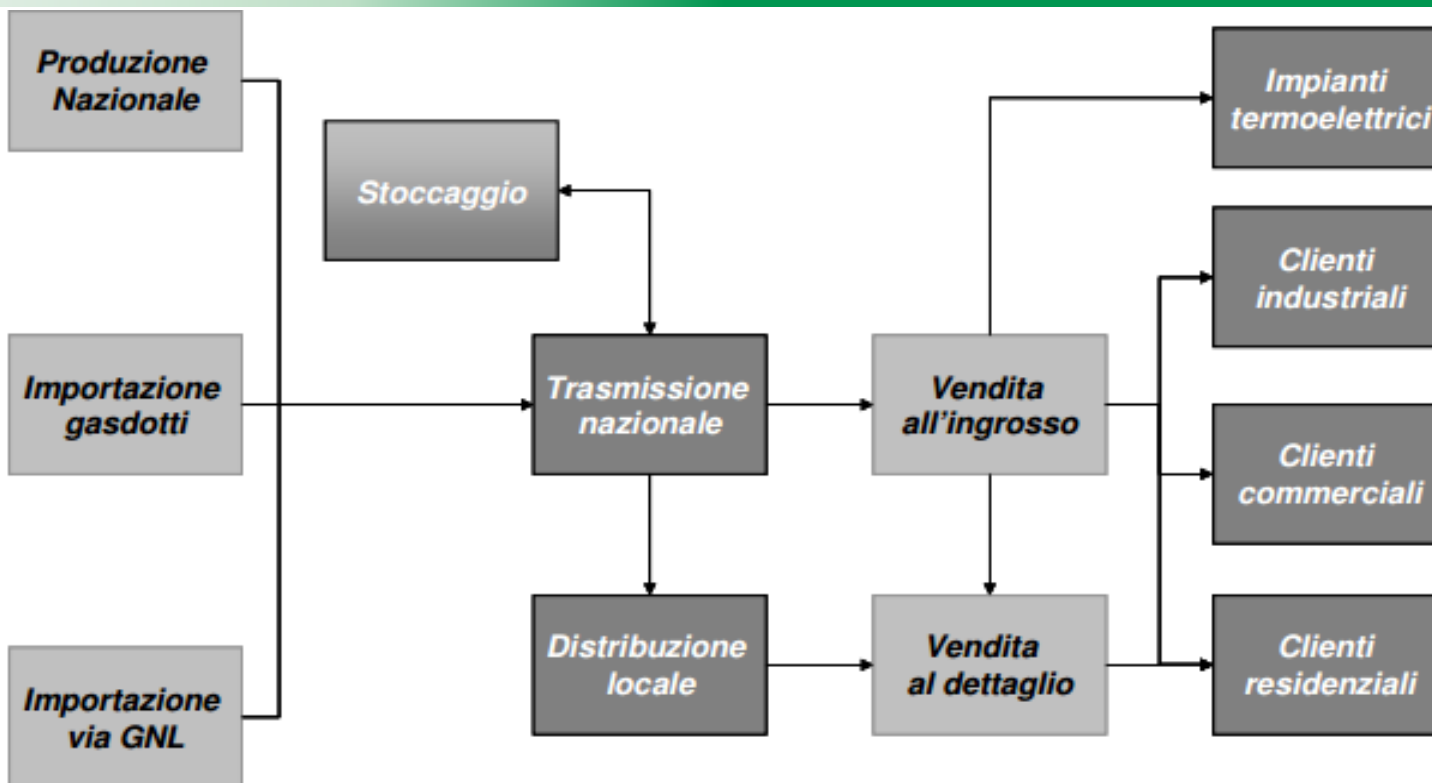 Produzione
Nazionale
Stoccaggio
Impianti
termoelettrici
Clienti
industriali
Importazione
gasdotti
Trasmissione
nazionale
Vendita
all'ingrosso
Clienti
commerciali
Distribuzione
locale
Vendita
al dettaglio
Clienti
residenziali
Importazione
via GNL